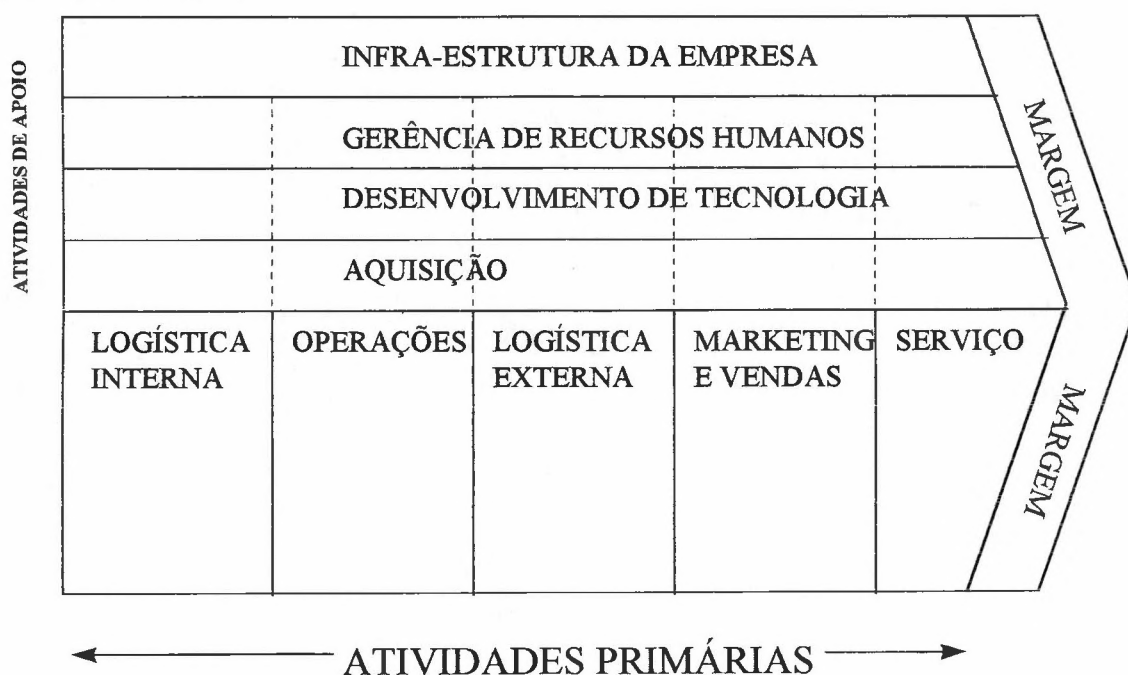 ATIVIDADES DE APOIO
INFRA-ESTRUTURA DA EMPRESA
GERÊNCIA DE RECURSOS HUMANOS
DESENVOLVIMENTO DE TECNOLOGIA
AQUISIÇÃO
MARGEM
LOGÍSTICA
INTERNA
OPERAÇÕES
LOGÍSTICA
EXTERNA
MARKETING
E VENDAS
SERVIÇO
MARGEM
ATIVIDADES PRIMÁRIAS